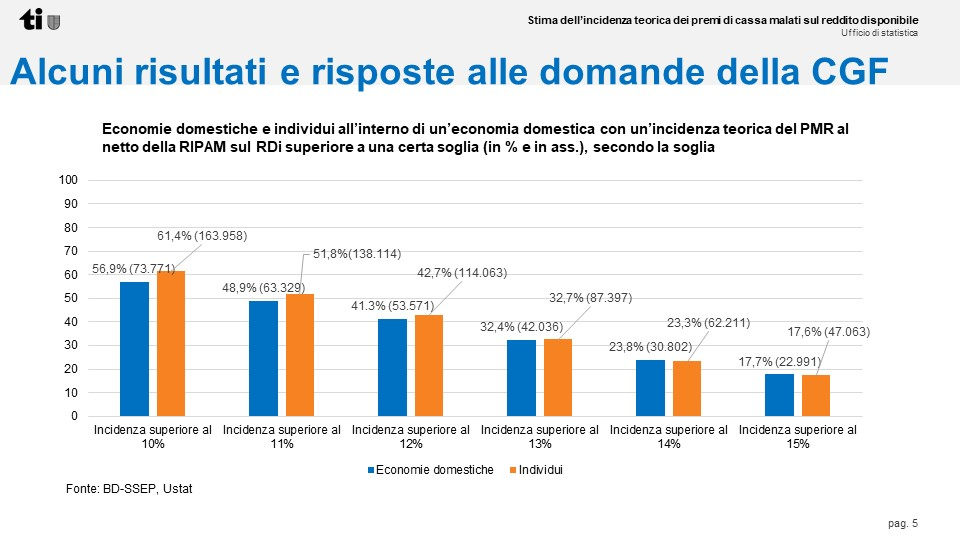 ti
Stima dell'incidenza teorica dei premi di cassa malati sul reddito disponibile
Ufficio di statistica
Alcuni risultati e risposte alle domande della CGF
Economie domestiche e individui all'interno di un'economia domestica con un'incidenza teorica del PMR al
netto della RIPAM sul RDi superiore a una certa soglia (in % e in ass.), secondo la soglia
100
90
80
70
60
50
40
30
20
10
0
56,9% (73.771)
61,4% (163.958)
48,9% (63.329)
51,8%(138.114)
41.3% (53.571)
42,7% (114.063)
32,4% (42.036)
32,7% (87.397)
23,8% (30.802)
23,3% (62.211)
17,7% (22.991)
17,6% (47.063)
Incidenza superiore al
10%
Incidenza superiore al
11%
Incidenza superiore al
12%
Incidenza superiore al
13%
Incidenza superiore al
14%
Incidenza superiore al
15%
Economie domestiche
Individui
Fonte: BD-SSEP, Ustat
pag. 5